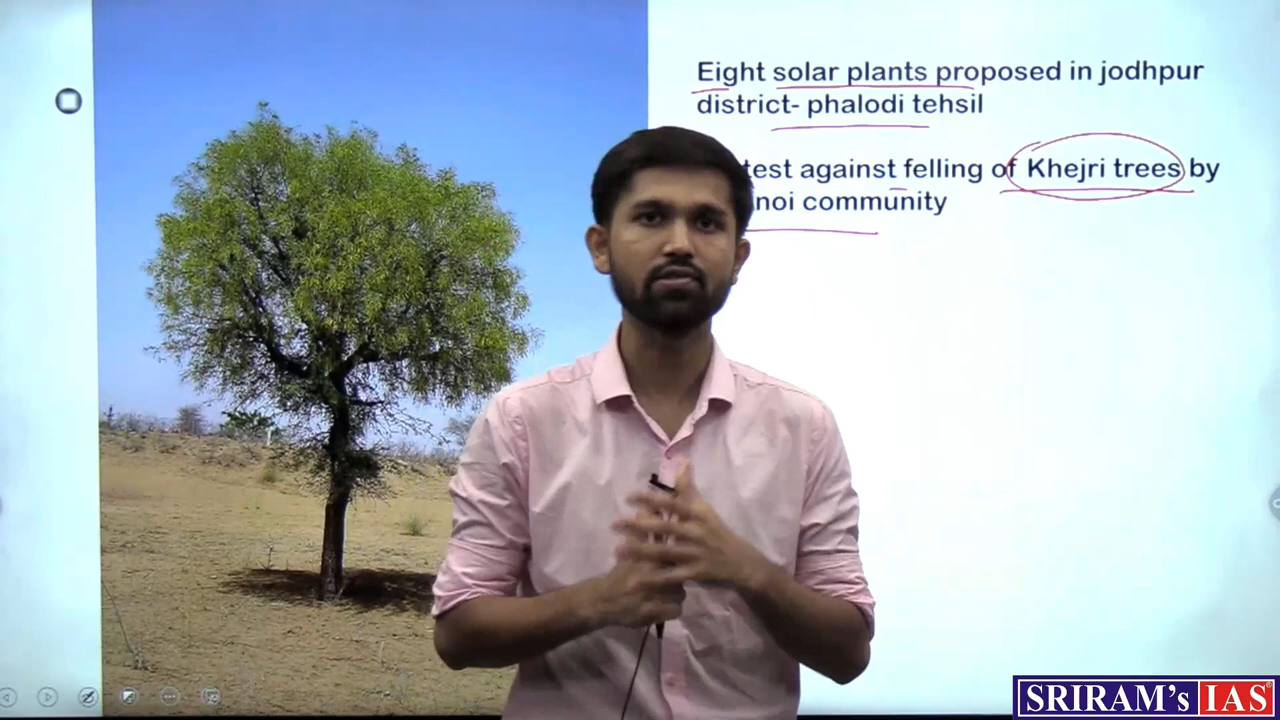 Eight solar plants proposed in jodhpur
district- phalodi tehsil
test against felling of Khejri trees by
noi community
SRIRAM's IAS